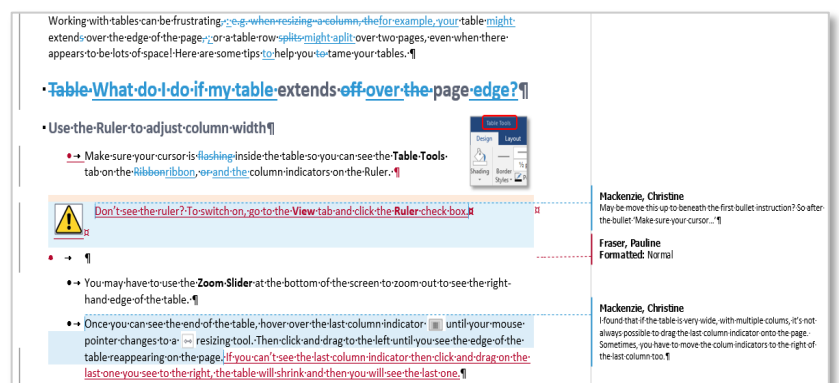 Working with tables can be frustrating, : e.g. when resizing a column, the for example, your table might
extends over the edge of the page, ; or a table row splits might aplit over two pages, even when there
appears to be lots of space! Here are some tips to help you to tame your tables. ¶
Table What do I do if my table extends off over the page edge?¶
Use the Ruler to adjust column width¶
Table Tools
Design Layout
Shading Border Styles
Make sure your cursor is flashing inside the table so you can see the Table Tools
tab on the Ribbon ribbon, or and the column indicators on the Ruler. ¶
Don't see the ruler? To switch on, go to the View tab and click the Ruler check box.¤
¶
You may have to use the Zoom Slider at the bottom of the screen to zoom out to see the right-
hand edge of the table. ¶
Once you can see the end of the table, hover over the last column indicator until your mouse
pointer changes to a resizing tool. Then click and drag to the left until you see the edge of the
table reappearing on the page. If you can't see the last column indicator then click and drag on the
last one you see to the right, the table will shrink and then you will see the last one.¶
Mackenzie, Christine
May be move this up to beneath the first bullet instruction? So after
the bullet 'Make sure your cursor…'¶
Fraser, Pauline
Formatted: Normal
Mackenzie, Christine
I found that if the table is very wide, with multiple colums, it's not
always possible to drag the last column indicator onto the page.
Sometimes, you have to move the colum indicators to the right of
the last column too.¶